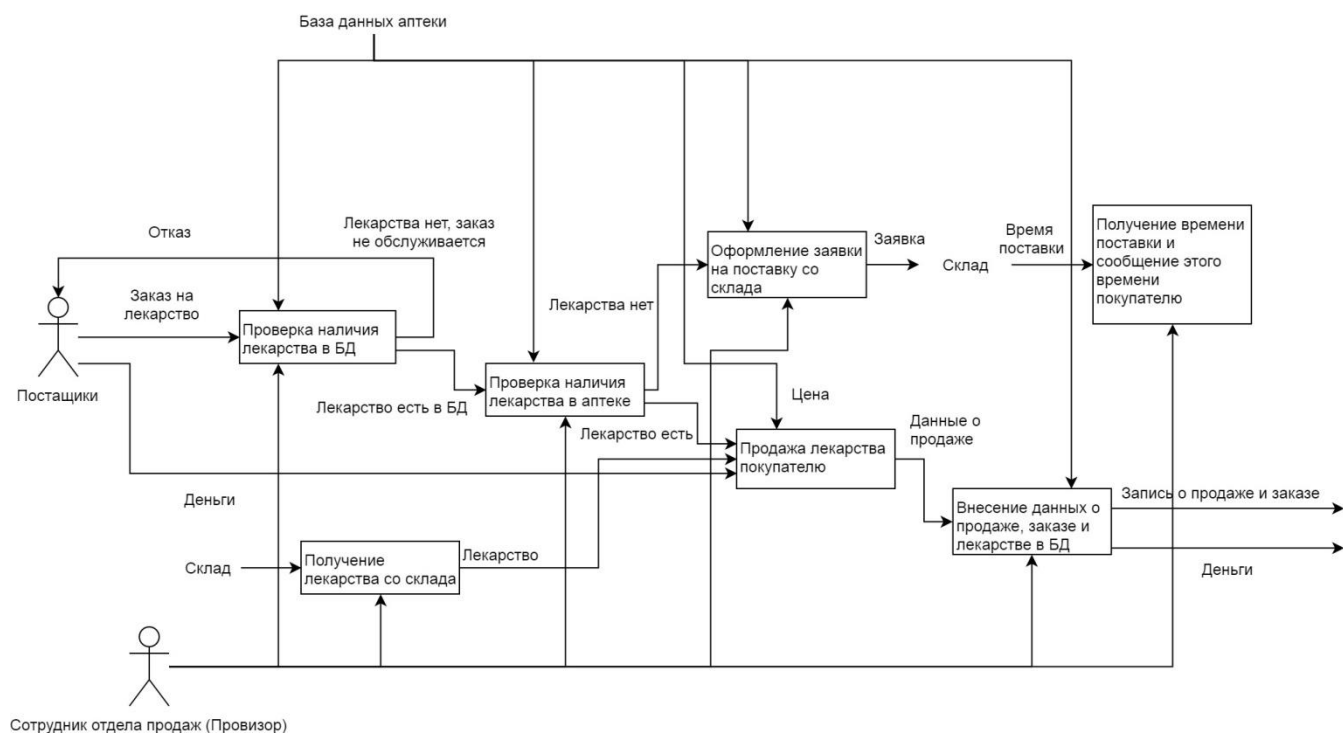 База данных аптеки
Отказ
Лекарства нет, заказ
не обслуживается
Заказ на
лекарство
Проверка наличия
лекарства в БД
Постащики
Лекарство есть в БД
Проверка наличия
лекарства в аптеке
Лекарства нет
Лекарство есть
Оформление заявки
на поставку со
склада
Заявка
Склад
Время
поставки
Получение времени
поставки и
сообщение этого
времени
покупателю
Цена
Продажа лекарства
покупателю
Данные о
продаже
Деньги
Склад
Получение
лекарства со склада
Лекарство
Внесение данных о
продаже, заказе и
лекарстве в БД
Запись о продаже и заказе
Деньги
Сотрудник отдела продаж (Провизор)